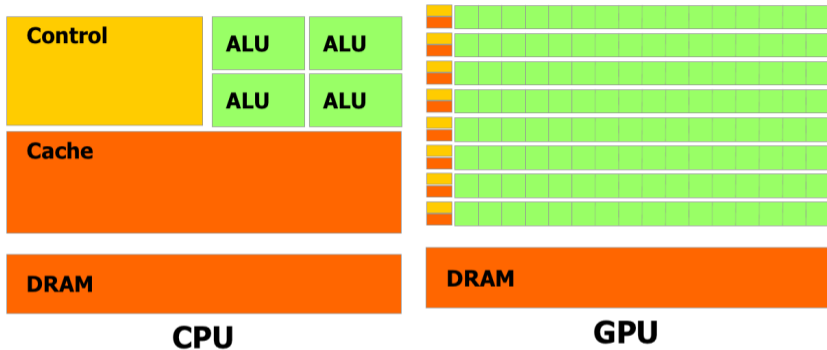 Control
ALU ALU
ALU ALU
Cache
DRAM
CPU
DRAM
GPU